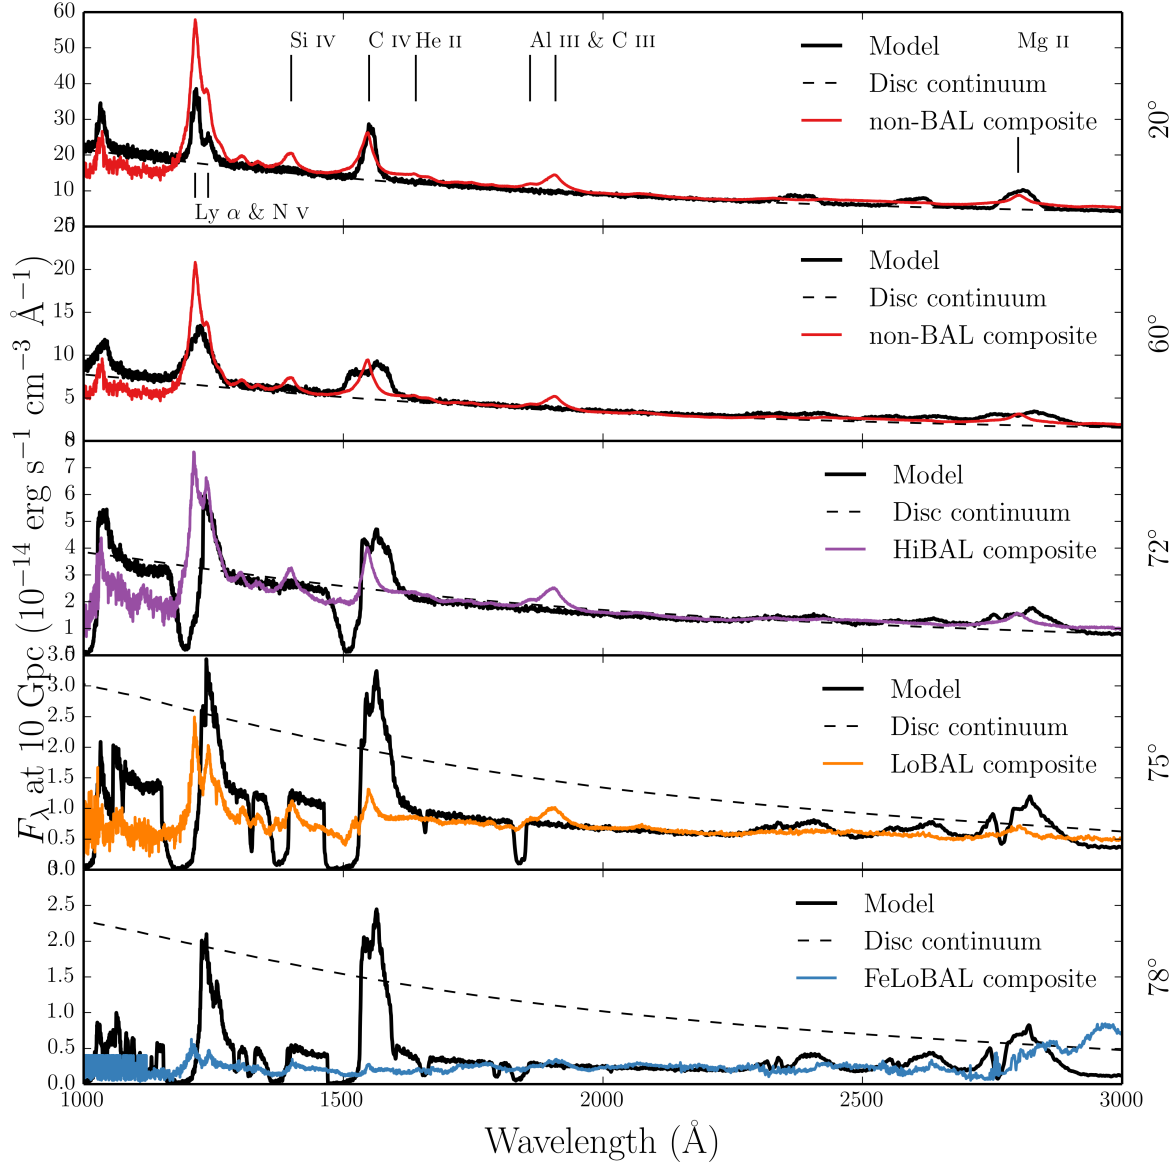 60
50
40
30
20
10
Si IV
C IV He II
Al III & C III
Mg II
Ly α & N V
Model
Disc continuum
non-BAL composite
20°
25
20
15
10
5
Model
Disc continuum
non-BAL composite
60°
8
7
6
5
4
3
2
1
Model
Disc continuum
HiBAL composite
72°
3.0
2.5
2.0
1.5
1.0
0.5
Model
Disc continuum
LoBAL composite
75°
3.0
2.5
2.0
1.5
1.0
0.5
0.0
Model
Disc continuum
FeLoBAL composite
78°
1000 1500 2000 2500 3000
Wavelength (Å)
Fλ at 10 Gpc (10−14 erg s−1 cm−3 Å−1)